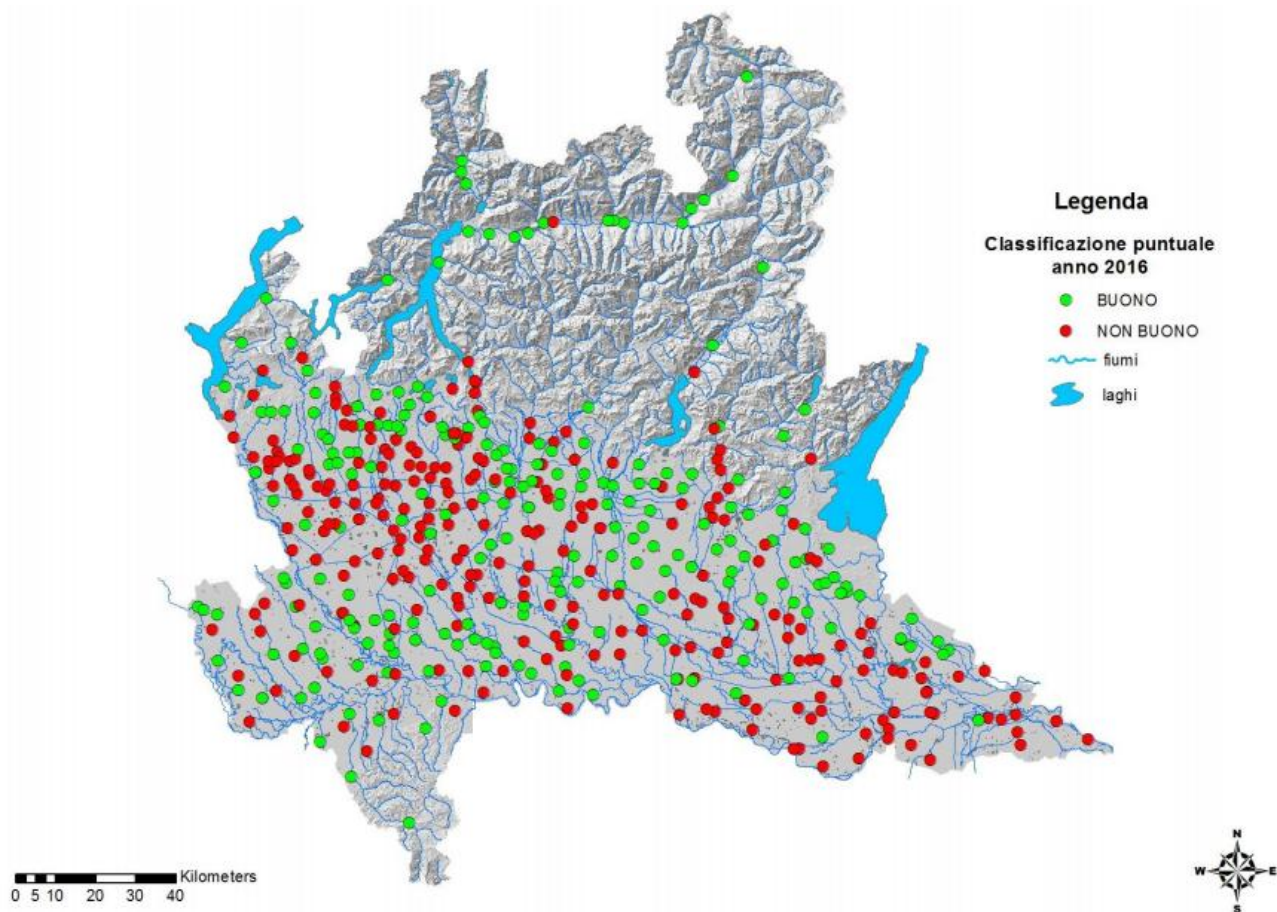 Legenda
Classificazione puntuale
anno 2016
BUONO
NON BUONO
fiumi
laghi
Kilometers
0 5 10 20 30 40
N
W E
S